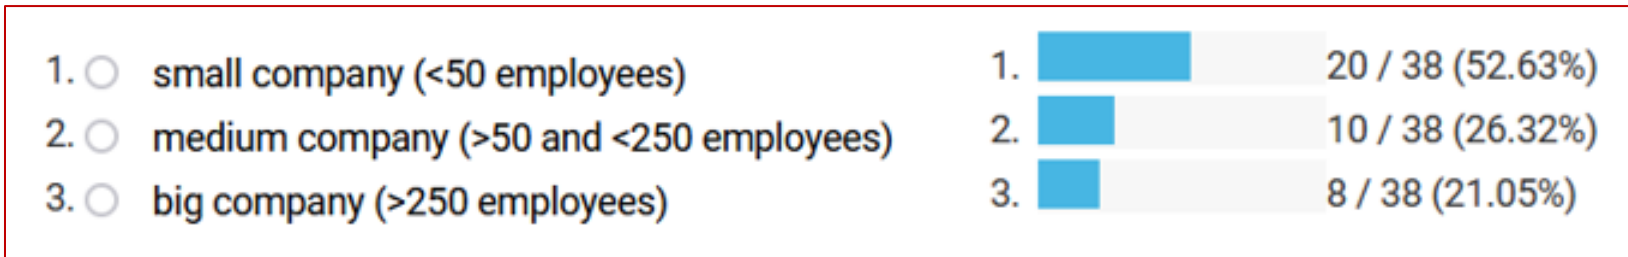 1. small company (<50 employees) 1. 20 / 38 (52.63%)
2. medium company (>50 and <250 employees) 2. 10 / 38 (26.32%)
3. big company (>250 employees) 3. 8 / 38 (21.05%)